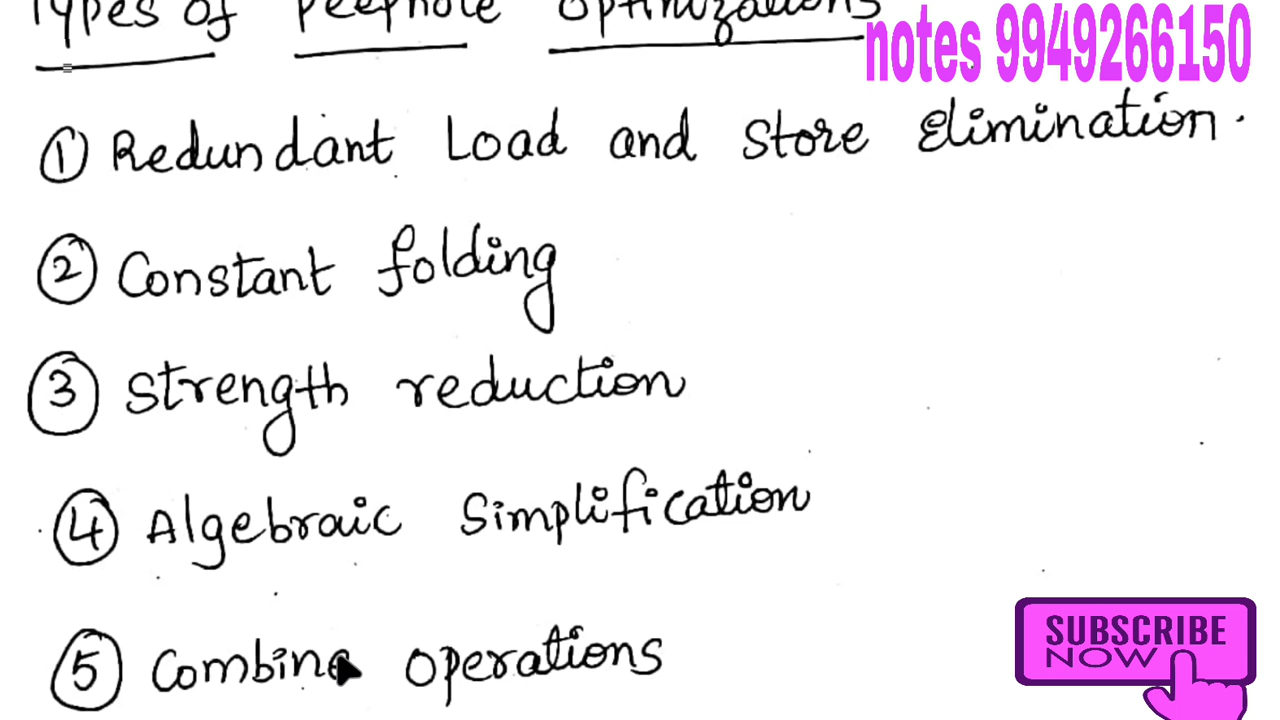 Types of Peephole Optimizations
notes 9949266150
① Redundant Load and Store Elimination.
② Constant folding
③ Strength reduction
④ Algebraic Simplification
⑤ Combine Operations
SUBSCRIBE
NOW